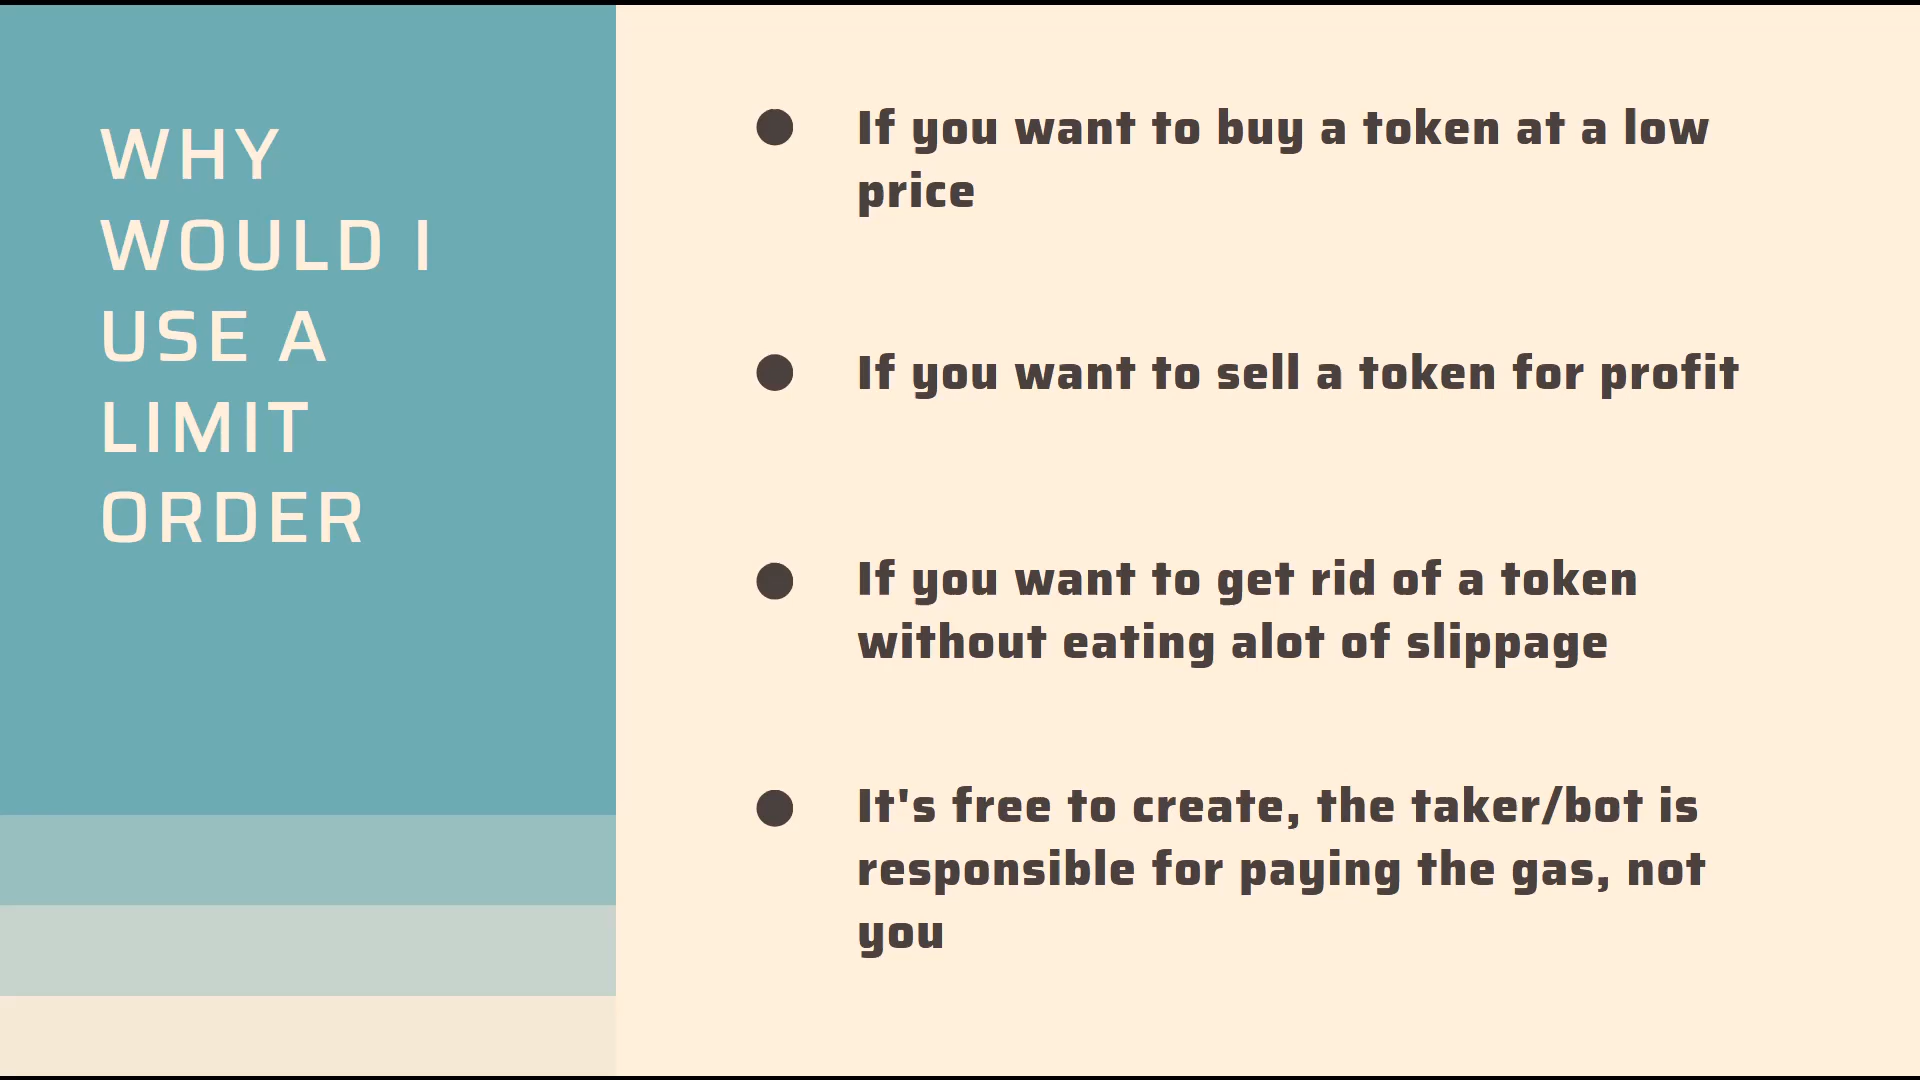 WHY
WOULD I
USE A
LIMIT
ORDER
If you want to buy a token at a low
price
If you want to sell a token for profit
If you want to get rid of a token
without eating alot of slippage
It's free to create, the taker/bot is
responsible for paying the gas, not
you